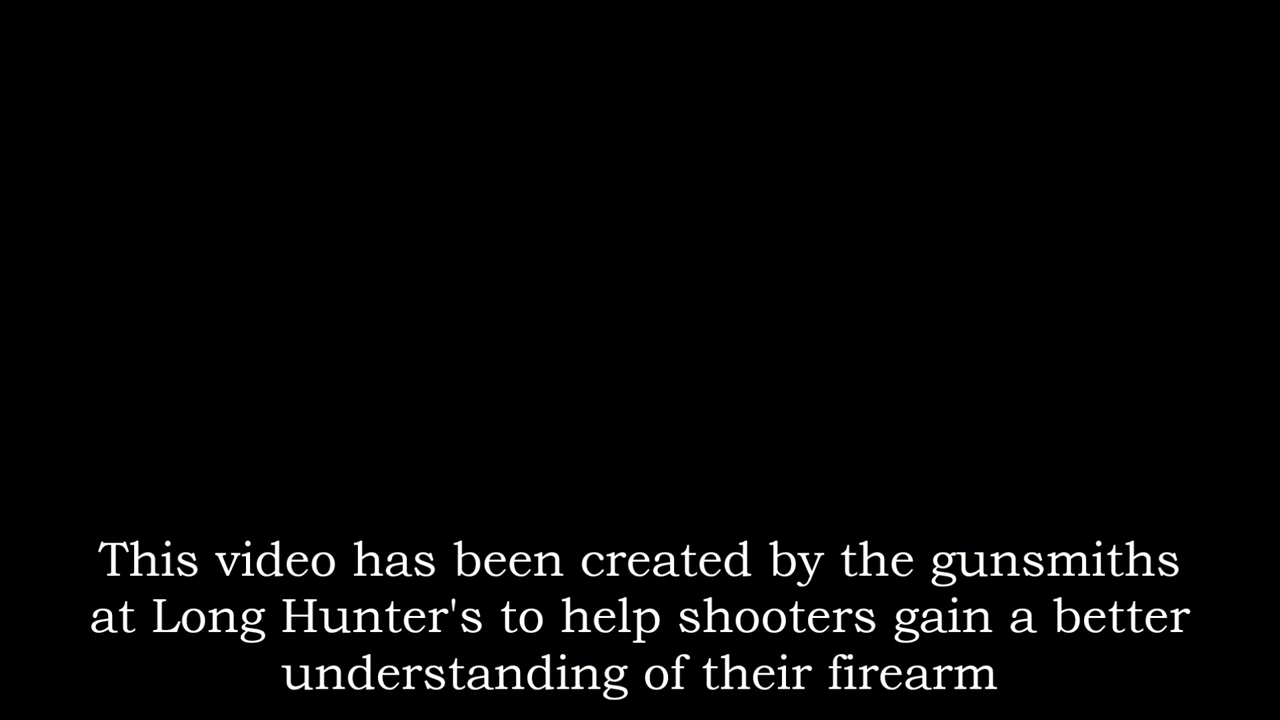 This video has been created by the gunsmiths
at Long Hunter's to help shooters gain a better
understanding of their firearm